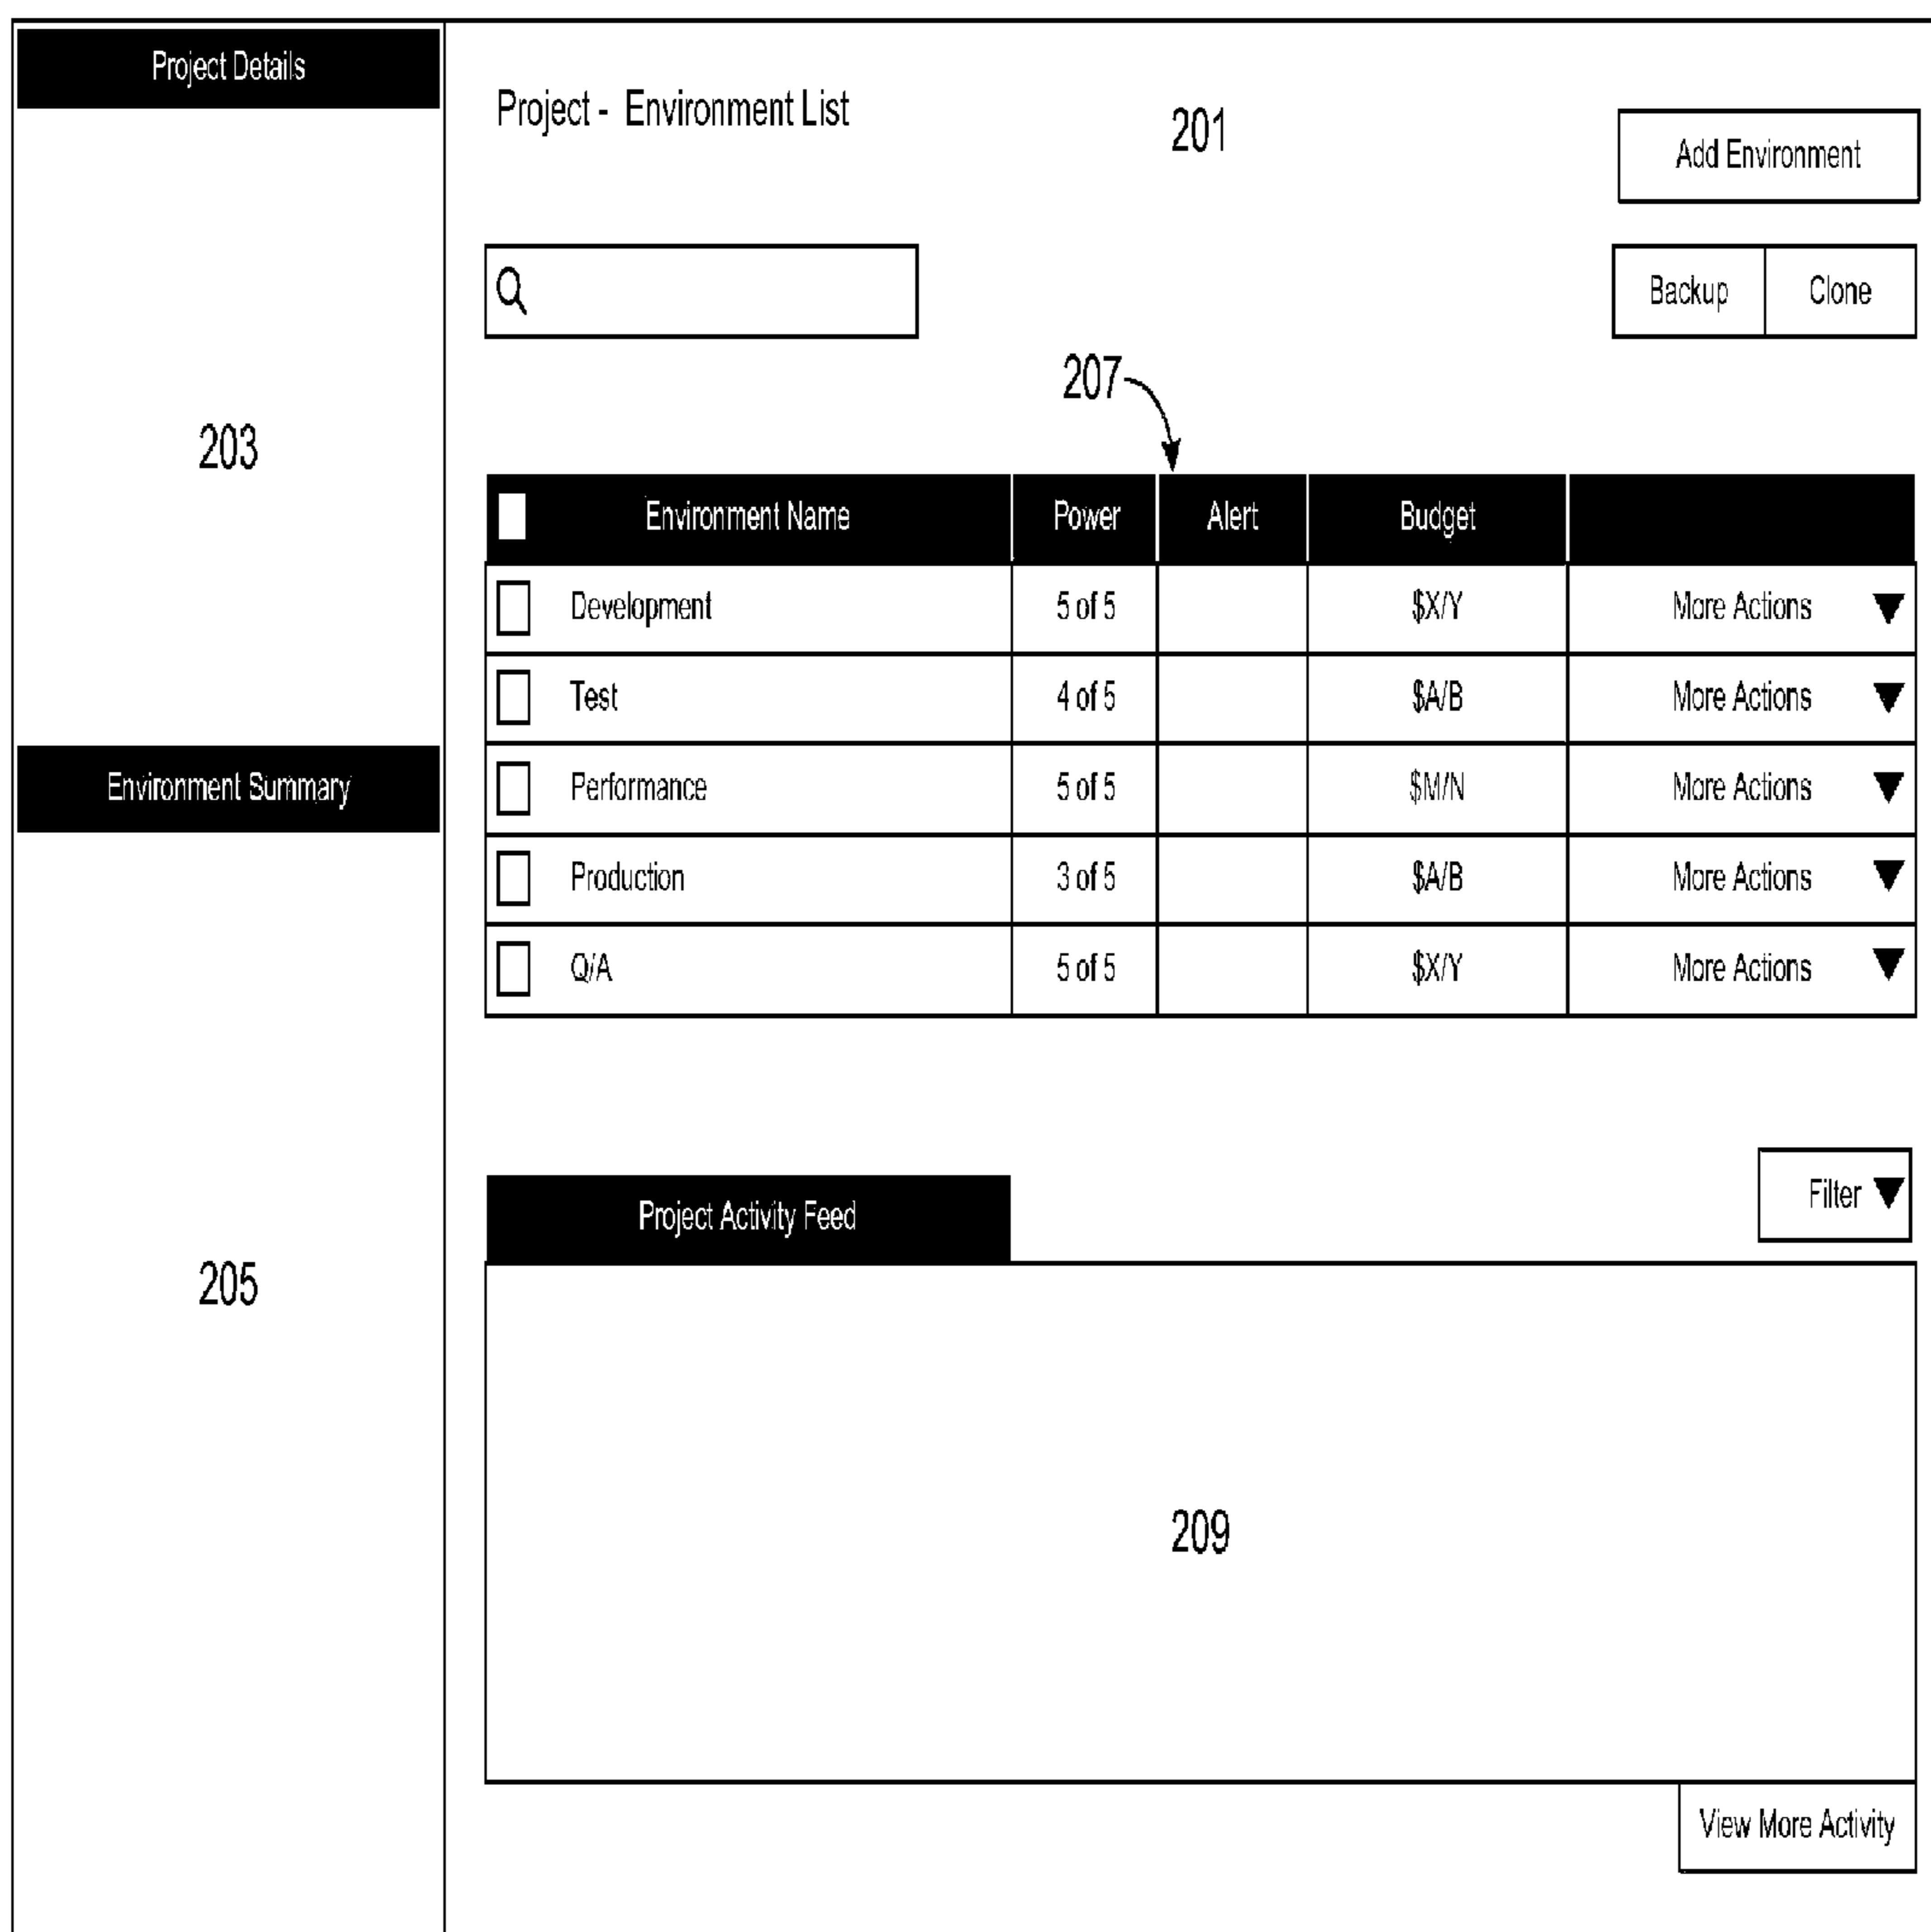 Project Details
203
Environment Summary
205
Project - Environment List
201
Add Environment
Backup Clone
207
Environment Name Power Alert Budget
Development 5 of 5 $X/Y More Actions
Test 4 of 5 $A/B More Actions
Performance 5 of 5 $M/N More Actions
Production 3 of 5 $A/B More Actions
Q/A 5 of 5 $X/Y More Actions
Filter
Project Activity Feed
209
View More Activity